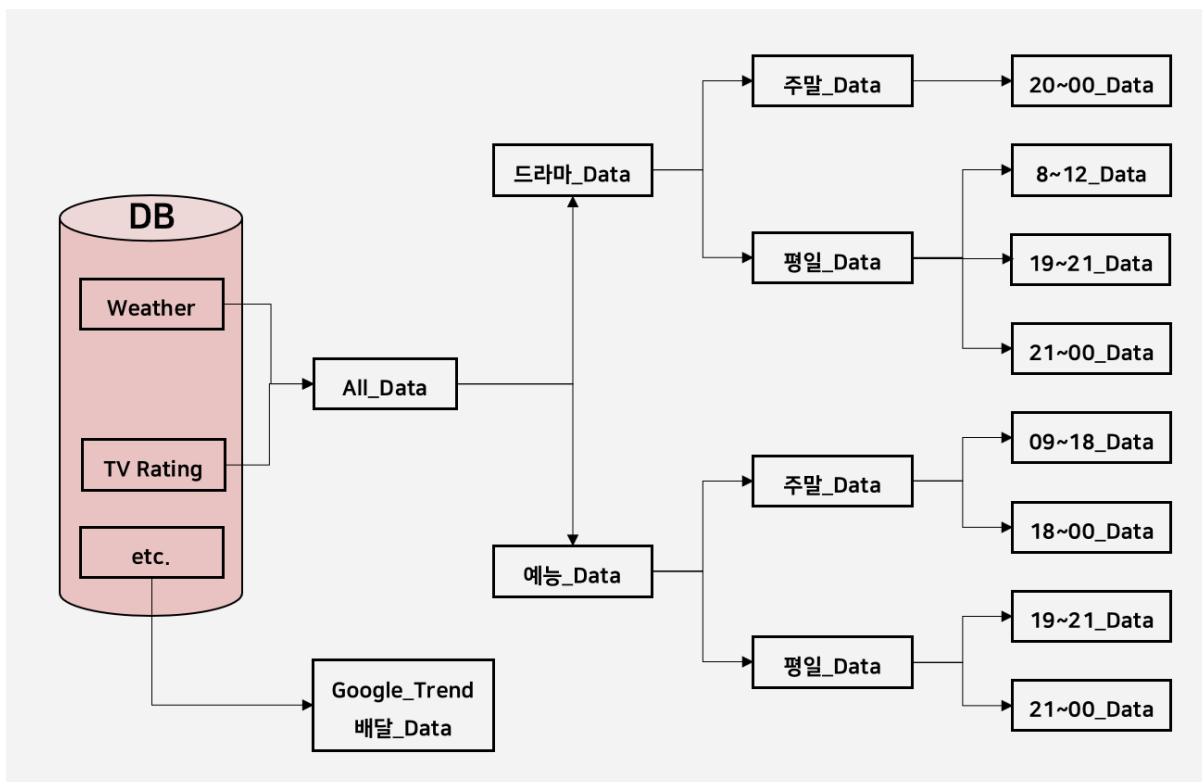 DB
Weather
TV Rating
etc.
All_Data
Google_Trend
배달_Data
드라마_Data
예능_Data
주말_Data
평일_Data
주말_Data
평일_Data
20~00_Data
8~12_Data
19~21_Data
21~00_Data
09~18_Data
18~00_Data
19~21_Data
21~00_Data